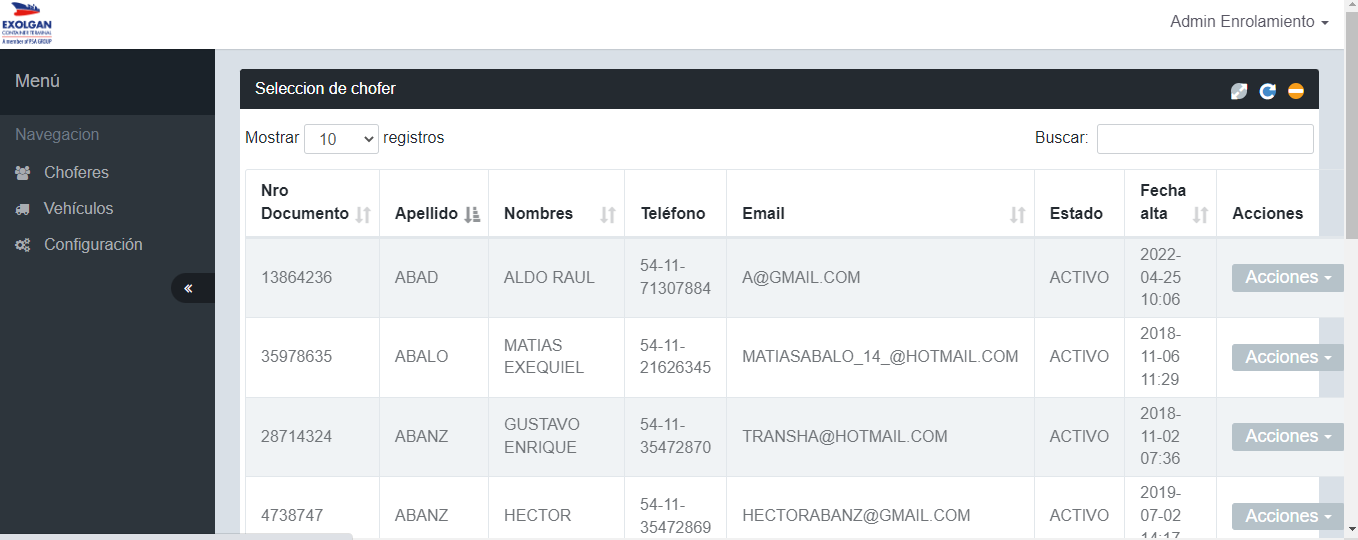 EXOLGAN
CONTAINER TERMINAL
A member of PSA GROUP
Admin Enrolamiento
Menú
Navegacion
Choferes
Vehículos
Configuración
«
Seleccion de chofer
Mostrar 10 registros
Buscar:
Nro Documento Apellido Nombres Teléfono Email Estado Fecha alta Acciones
13864236 ABAD ALDO RAUL 54-11-71307884 A@GMAIL.COM ACTIVO 2022-04-25 10:06 Acciones
35978635 ABALO MATIAS EXEQUIEL 54-11-21626345 MATIASABALO_14_@HOTMAIL.COM ACTIVO 2018-11-06 11:29 Acciones
28714324 ABANZ GUSTAVO ENRIQUE 54-11-35472870 TRANSHA@HOTMAIL.COM ACTIVO 2018-11-02 07:36 Acciones
4738747 ABANZ HECTOR 54-11-35472869 HECTORABANZ@GMAIL.COM ACTIVO 2019-07-02 14:17 Acciones